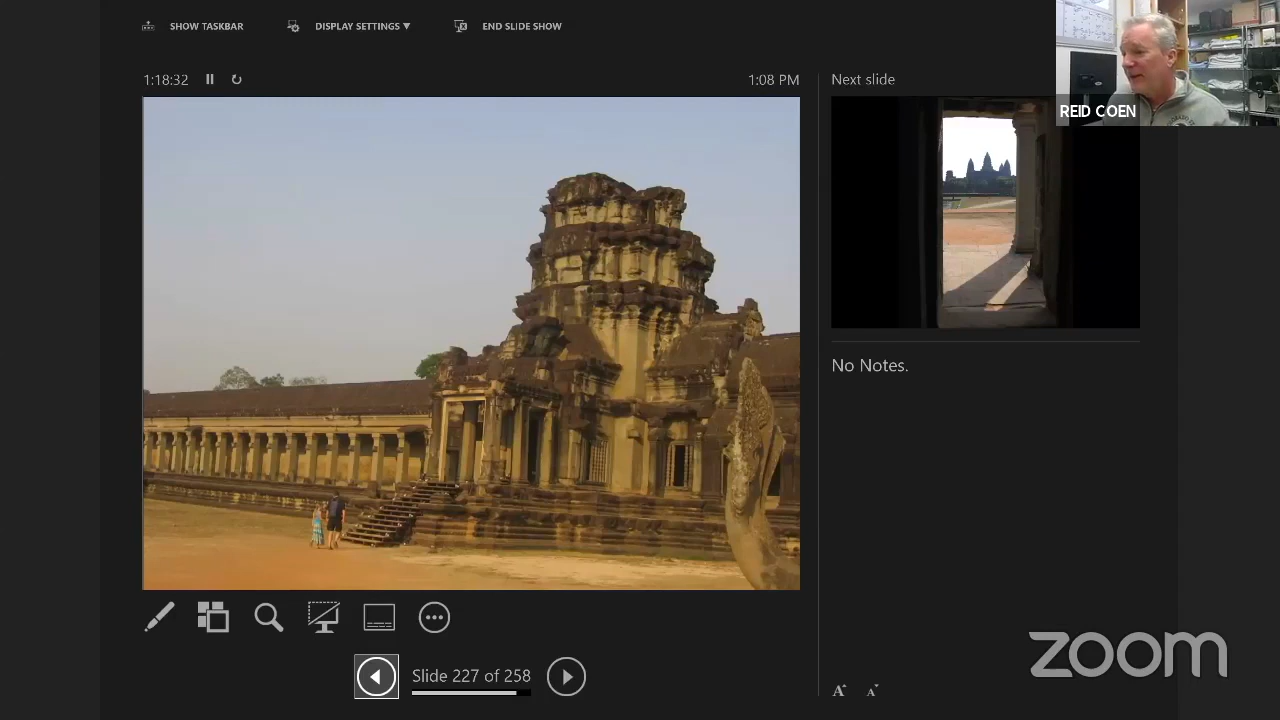 SHOW TASKBAR
DISPLAY SETTINGS ▼
END SLIDE SHOW
1:18:32
1:08 PM
Next slide
REID COEN
No Notes.
Slide 227 of 258
A
A
zoom